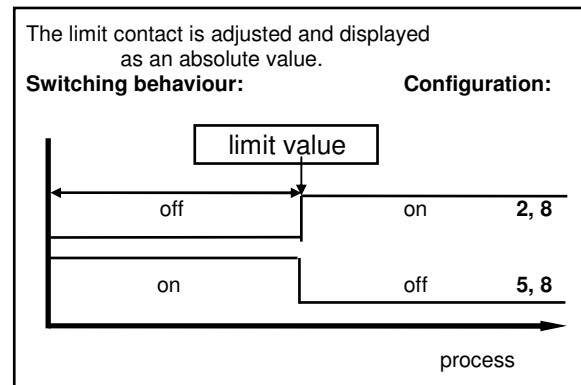 The limit contact is adjusted and displayed
as an absolute value.
Switching behaviour: Configuration:
limit value
off on 2, 8
on off 5, 8
process